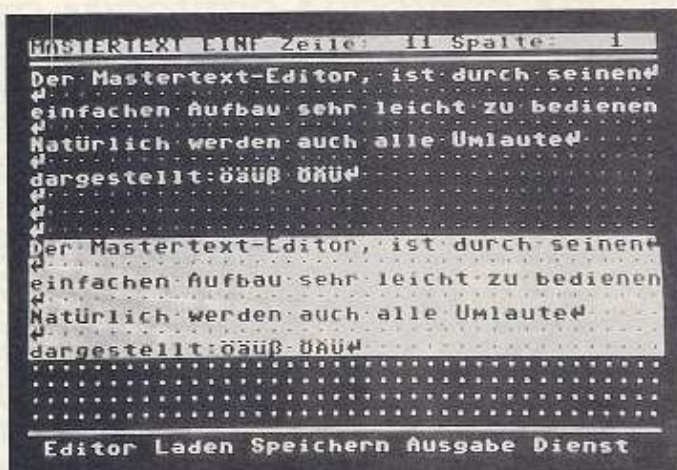 MASTERTEXT EINF Zeile: 11 Spalte: 1
Der Mastertext-Editor, ist durch seinen
einfachen Aufbau sehr leicht zu bedienen
Natürlich werden auch alle Umlaute
dargestellt:öäüß ÖÄÜ
Der Mastertext-Editor, ist durch seinen
einfachen Aufbau sehr leicht zu bedienen
Natürlich werden auch alle Umlaute
dargestellt:öäüß ÖÄÜ
Editor Laden Speichern Ausgabe Dienst